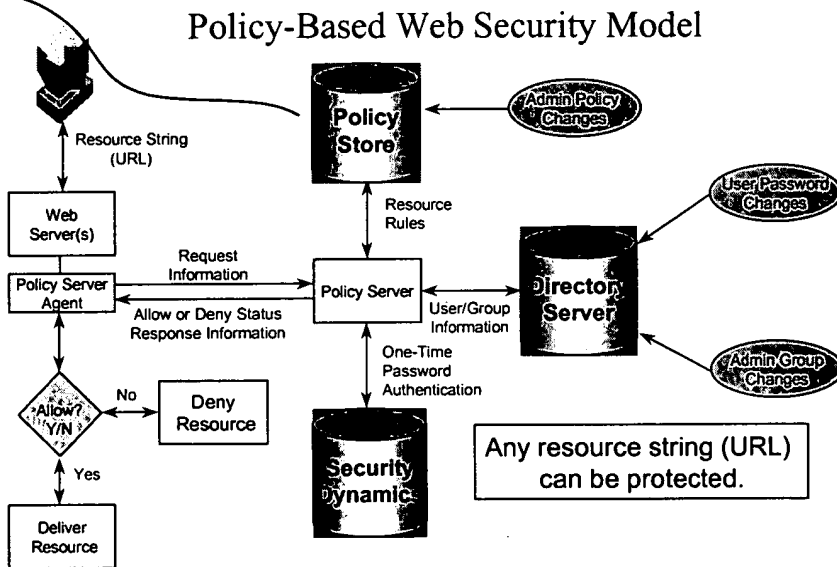 Policy-Based Web Security Model
Resource String
(URL)
Policy
Store
Admin Policy
Changes
Web
Server(s)
Resource
Rules
User Password
Changes
Request
Information
Policy Server
Agent
Policy Server
Directory
Server
Allow or Deny Status
Response Information
User/Group
Information
One-Time
Password
Authentication
Admin Group
Changes
Allow?
Y/N
No
Deny
Resource
Yes
Security
Dynamic
Any resource string (URL)
can be protected.
Deliver
Resource